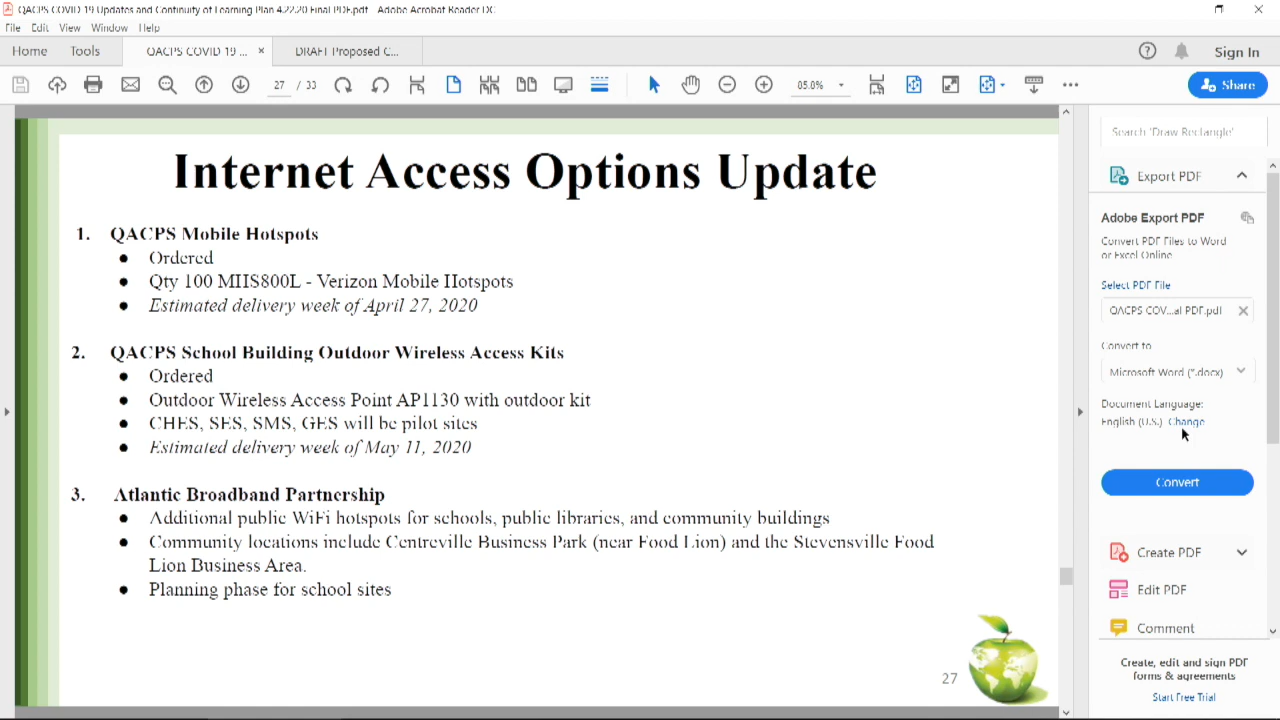 QACPS COVID 19 Updates and Continuity of Learning Plan 4.22.20 Final PDF.pdf - Adobe Acrobat Reader DC
File Edit View Window Help
Home Tools QACPS COVID 19 ... × DRAFT Proposed C... Sign In
27 / 33 85.8% Share
Internet Access Options Update
1. QACPS Mobile Hotspots
● Ordered
● Qty 100 MHS800L - Verizon Mobile Hotspots
● Estimated delivery week of April 27, 2020
2. QACPS School Building Outdoor Wireless Access Kits
● Ordered
● Outdoor Wireless Access Point AP1130 with outdoor kit
● CHES, SES, SMS, GES will be pilot sites
● Estimated delivery week of May 11, 2020
3. Atlantic Broadband Partnership
● Additional public WiFi hotspots for schools, public libraries, and community buildings
● Community locations include Centreville Business Park (near Food Lion) and the Stevensville Food
Lion Business Area.
● Planning phase for school sites
27
Search 'Draw Rectangle'
Export PDF
Adobe Export PDF
Convert PDF Files to Word
or Excel Online
Select PDF File
QACPS COV...al PDF.pdf
Convert to
Microsoft Word (*.docx)
Document Language:
English (U.S.) Change
Convert
Create PDF
Edit PDF
Comment
Create, edit and sign PDF
forms & agreements
Start Free Trial